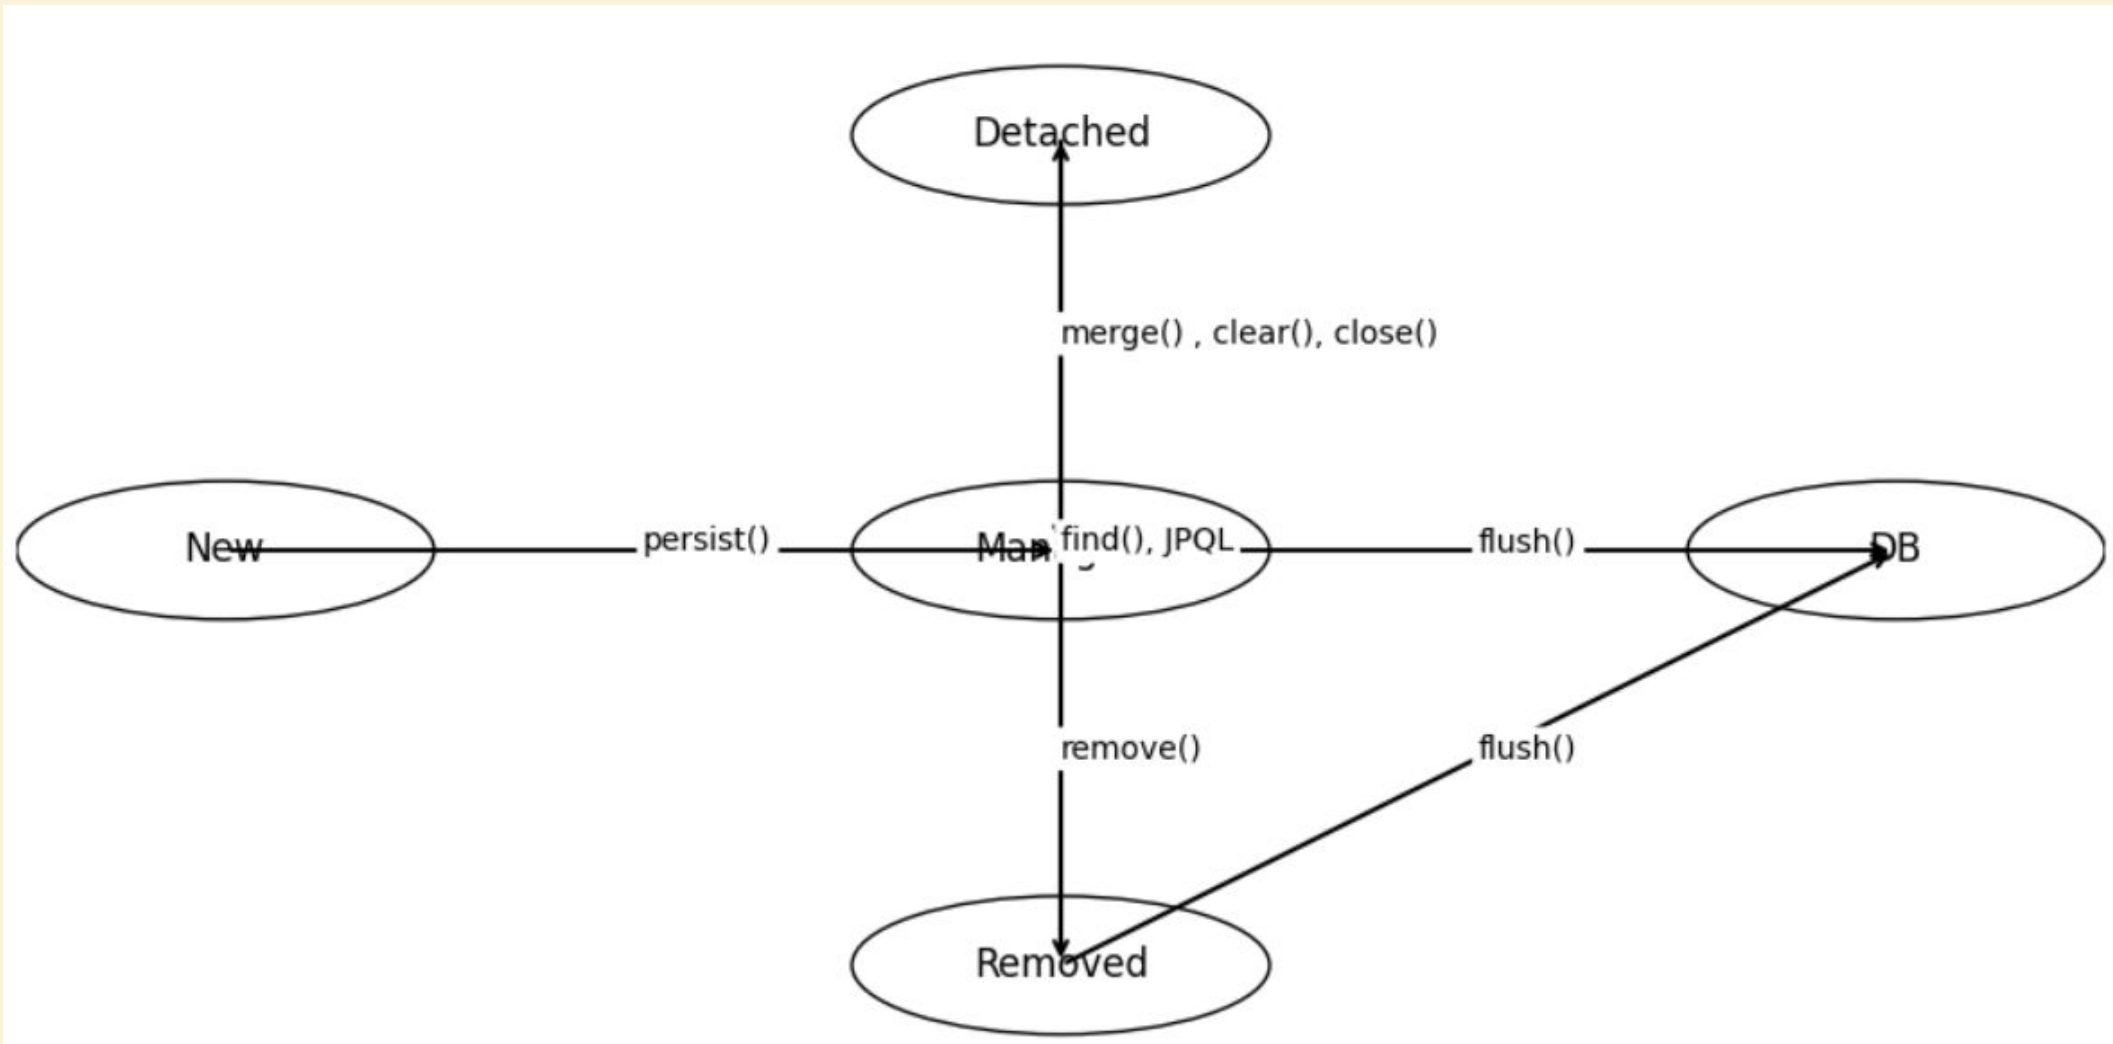 Detached
merge() , clear(), close()
New
persist()
find(), JPQL
flush()
DB
remove()
flush()
Removed